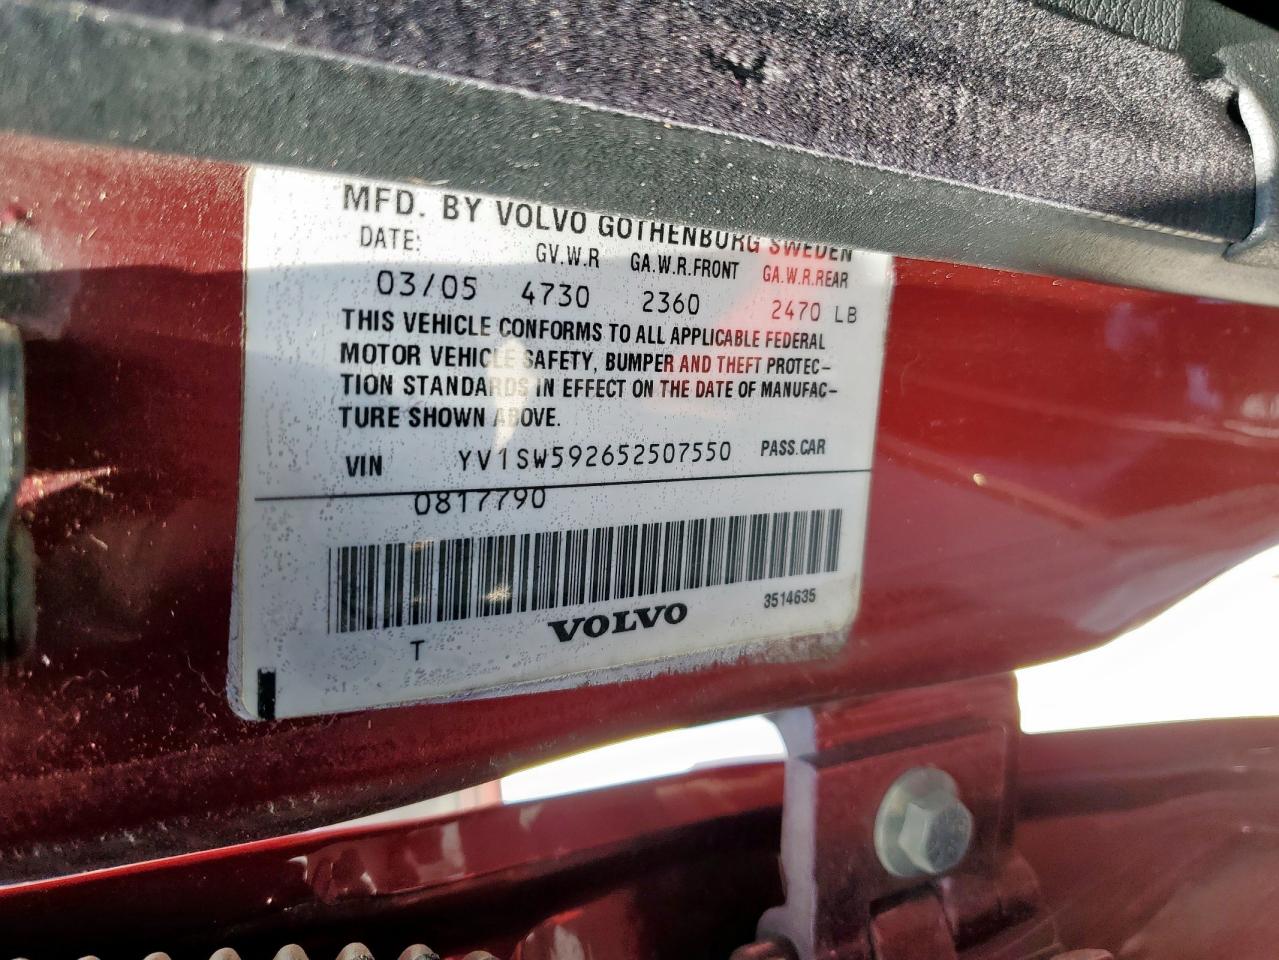 MFD. BY VOLVO GOTHENBURG SWEDEN
DATE: GV.W.R GA.W.R.FRONT GA.W.R.REAR
03/05 4730 2360 2470 LB
THIS VEHICLE CONFORMS TO ALL APPLICABLE FEDERAL
MOTOR VEHICLE SAFETY, BUMPER AND THEFT PROTEC-
TION STANDARDS IN EFFECT ON THE DATE OF MANUFAC-
TURE SHOWN ABOVE.
VIN YV1SW592652507550 PASS.CAR
0817790
3514635
VOLVO
T